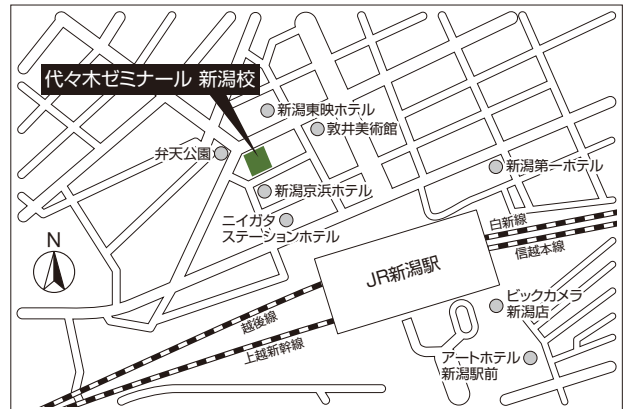 代々木ゼミナール 新潟校
新潟東映ホテル
敦井美術館
弁天公園
新潟第一ホテル
新潟京浜ホテル
ニイガタ
ステーションホテル
白新線
信越本線
N
JR新潟駅
ビックカメラ
新潟店
越後線
上越新幹線
アートホテル
新潟駅前